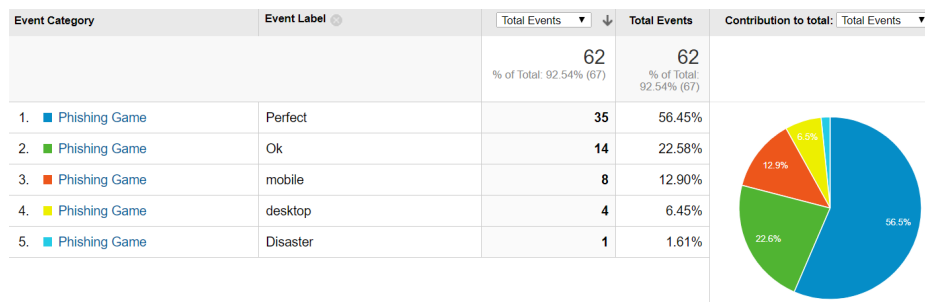 Event Category Event Label Total Events Total Events Contribution to total: Total Events
62 62
% of Total: 92.54% (67) % of Total:
92.54% (67)
1. Phishing Game Perfect 35 56.45%
2. Phishing Game Ok 14 22.58%
3. Phishing Game mobile 8 12.90%
4. Phishing Game desktop 4 6.45%
5. Phishing Game Disaster 1 1.61%
6.5%
12.9%
56.5%
22.6%